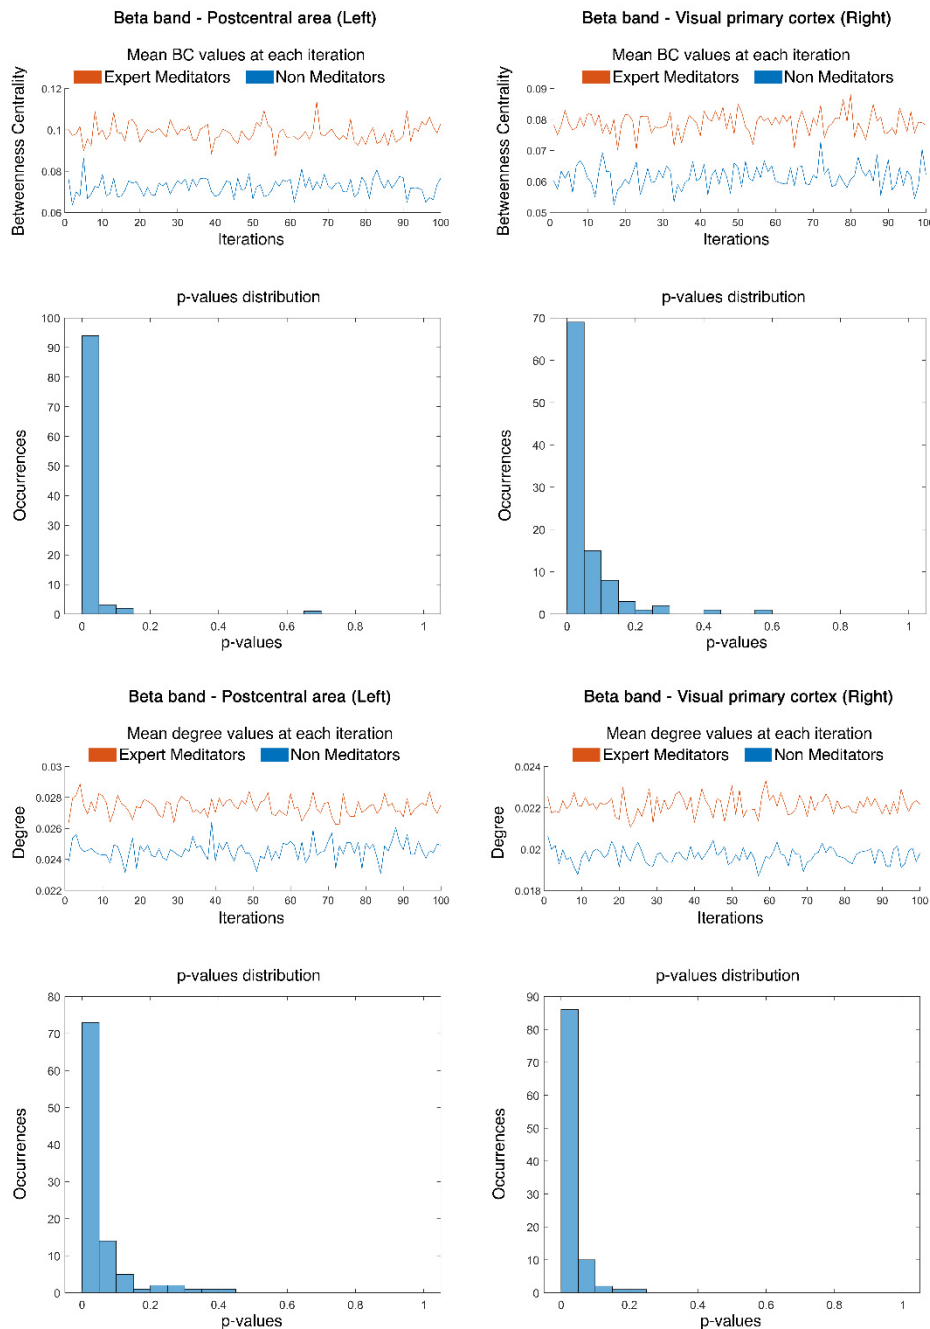 Beta band - Postcentral area (Left)
Mean BC values at each iteration
Expert Meditators Non Meditators
Betweenness Centrality
0.12
0.1
0.08
0.06
0 10 20 30 40 50 60 70 80 90 100
Iterations
Beta band - Visual primary cortex (Right)
Mean BC values at each iteration
Expert Meditators Non Meditators
Betweenness Centrality
0.09
0.08
0.07
0.06
0.05
0 10 20 30 40 50 60 70 80 90 100
Iterations
p-values distribution
Occurrences
100
90
80
70
60
50
40
30
20
10
0
0 0.2 0.4 0.6 0.8 1
p-values
p-values distribution
Occurrences
70
60
50
40
30
20
10
0
0 0.2 0.4 0.6 0.8 1
p-values
Beta band - Postcentral area (Left)
Mean degree values at each iteration
Expert Meditators Non Meditators
Degree
0.03
0.028
0.026
0.024
0.022
0 10 20 30 40 50 60 70 80 90 100
Iterations
Beta band - Visual primary cortex (Right)
Mean degree values at each iteration
Expert Meditators Non Meditators
Degree
0.024
0.022
0.02
0.018
0 10 20 30 40 50 60 70 80 90 100
Iterations
p-values distribution
Occurrences
80
70
60
50
40
30
20
10
0
0 0.2 0.4 0.6 0.8 1
p-values
p-values distribution
Occurrences
90
80
70
60
50
40
30
20
10
0
0 0.2 0.4 0.6 0.8 1
p-values